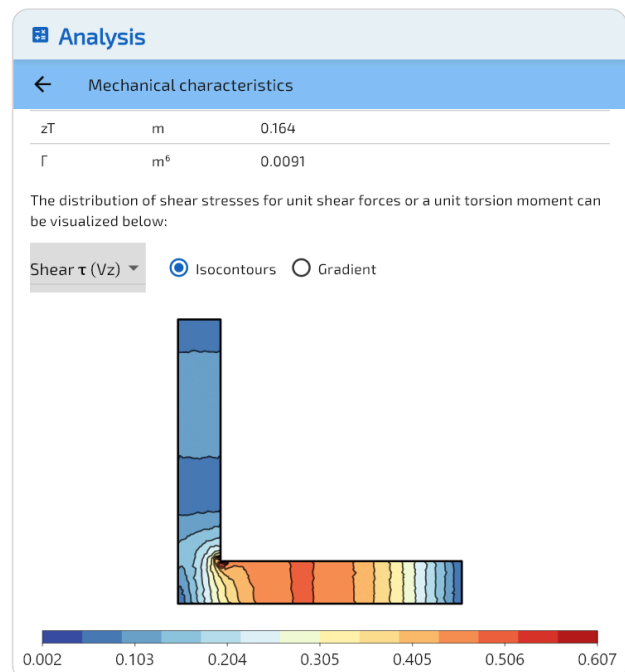 Analysis
Mechanical characteristics
zT m 0.164
Γ m⁶ 0.0091
The distribution of shear stresses for unit shear forces or a unit torsion moment can
be visualized below:
Shear τ (Vz) Isocontours Gradient
0.002 0.103 0.204 0.305 0.405 0.506 0.607